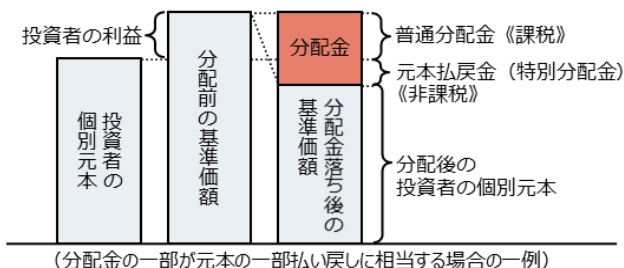 投資者の利益
分配金
普通分配金《課税》
元本払戻金（特別分配金）
《非課税》
投資者の
個別元本
分配前の基準価額
分配金落ち後の
基準価額
分配後の
投資者の個別元本
（分配金の一部が元本の一部払い戻しに相当する場合の一例）